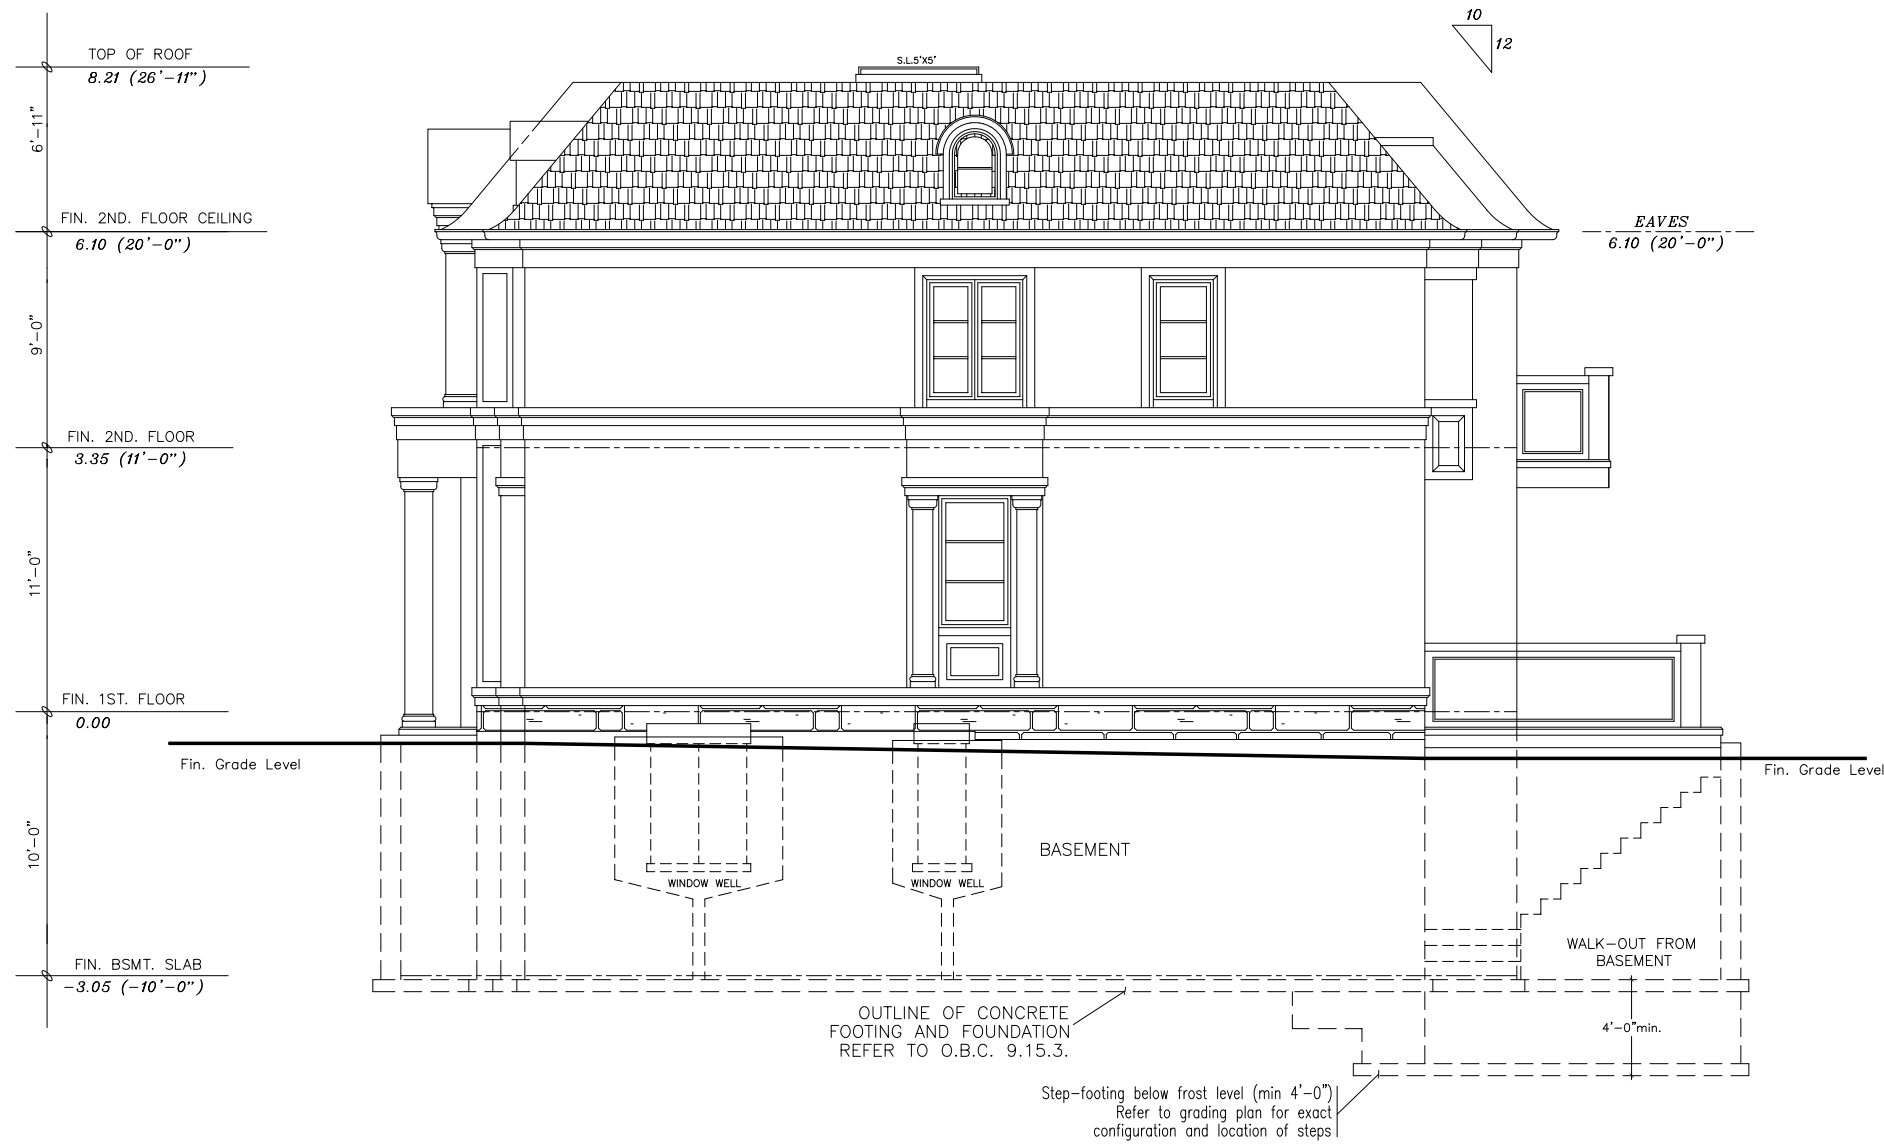 10
12
TOP OF ROOF
8.21 (26'-11")
S.L.5'X5'
6'-11"
FIN. 2ND. FLOOR CEILING
6.10 (20'-0")
EAVES
6.10 (20'-0")
9'-0"
FIN. 2ND. FLOOR
3.35 (11'-0")
11'-0"
FIN. 1ST. FLOOR
0.00
Fin. Grade Level
Fin. Grade Level
10'-0"
BASEMENT
WINDOW WELL
WINDOW WELL
WALK-OUT FROM
BASEMENT
FIN. BSMT. SLAB
-3.05 (-10'-0")
OUTLINE OF CONCRETE
FOOTING AND FOUNDATION
REFER TO O.B.C. 9.15.3.
4'-0"min.
Step-footing below frost level (min 4'-0")
Refer to grading plan for exact
configuration and location of steps